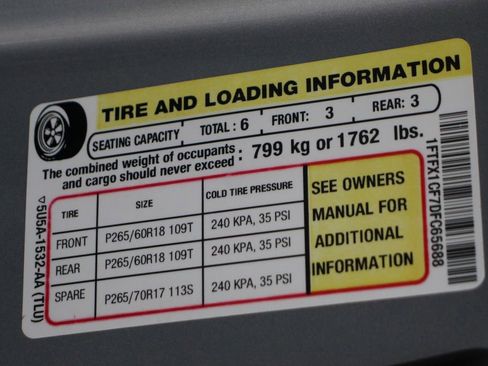 TIRE AND LOADING INFORMATION
SEATING CAPACITY TOTAL : 6 FRONT: 3 REAR: 3
The combined weight of occupants
and cargo should never exceed : 799 kg or 1762 lbs.
TIRE SIZE COLD TIRE PRESSURE
FRONT P265/60R18 109T 240 KPA, 35 PSI
REAR P265/60R18 109T 240 KPA, 35 PSI
SPARE P265/70R17 113S 240 KPA, 35 PSI
SEE OWNERS
MANUAL FOR
ADDITIONAL
INFORMATION
5U5A-1532-AA (TLU)
1FTFX1CF7DFC65688